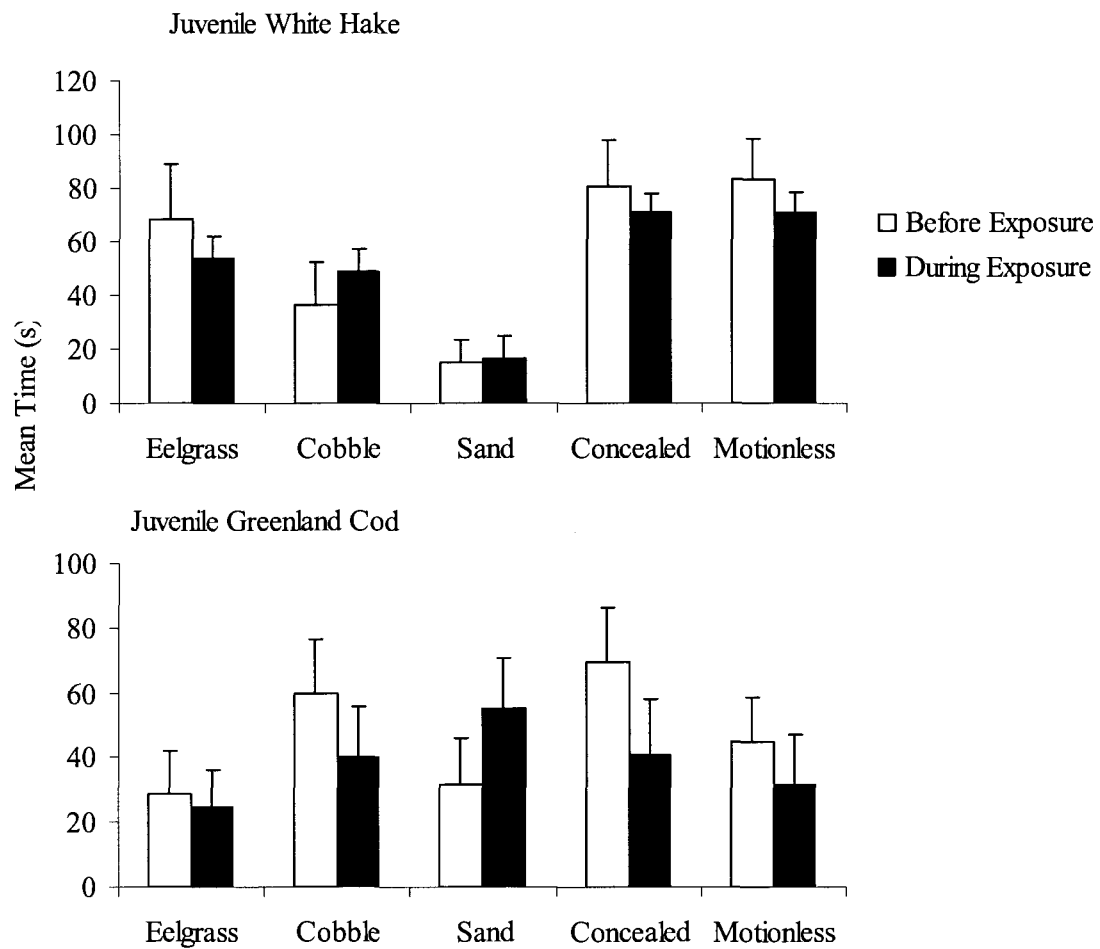 Juvenile White Hake
120
100
80
60
40
20
0
Eelgrass Cobble Sand Concealed Motionless
Before Exposure
During Exposure
Mean Time (s)
Juvenile Greenland Cod
100
80
60
40
20
0
Eelgrass Cobble Sand Concealed Motionless